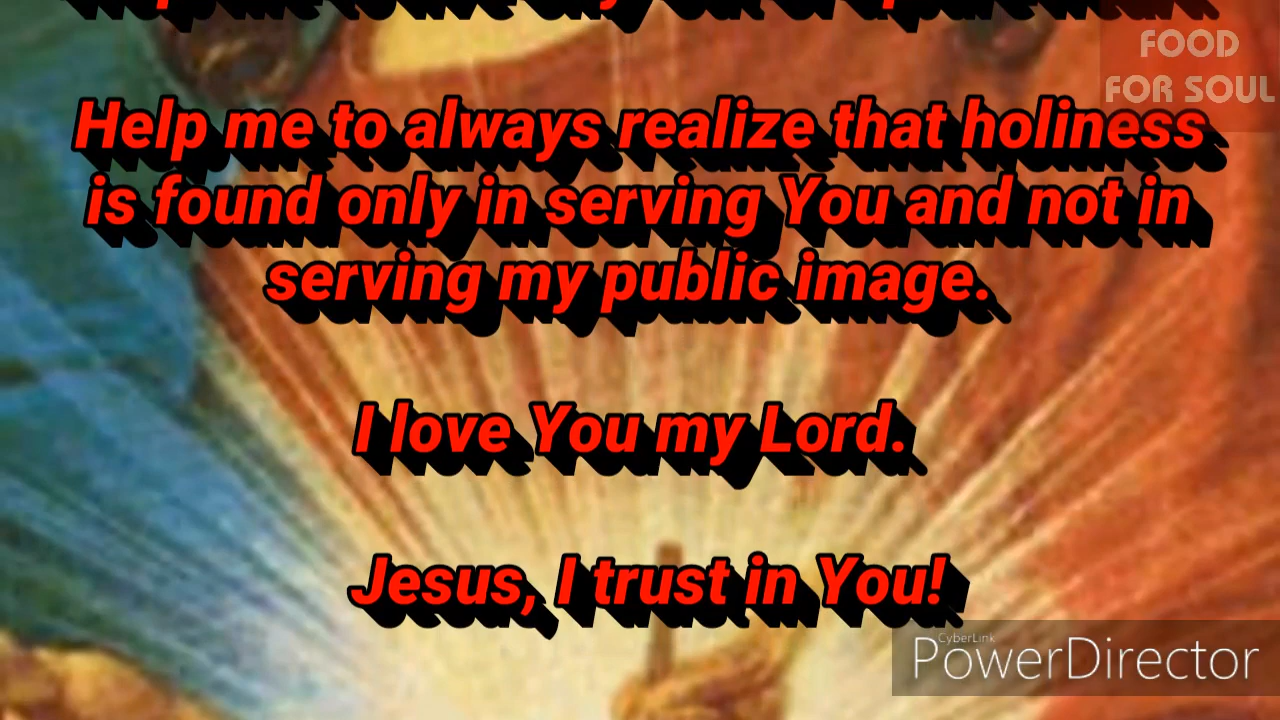 FOOD
FOR SOUL
Help me to always realize that holiness
is found only in serving You and not in
serving my public image.
I love You my Lord.
Jesus, I trust in You!
CyberLink
PowerDirector